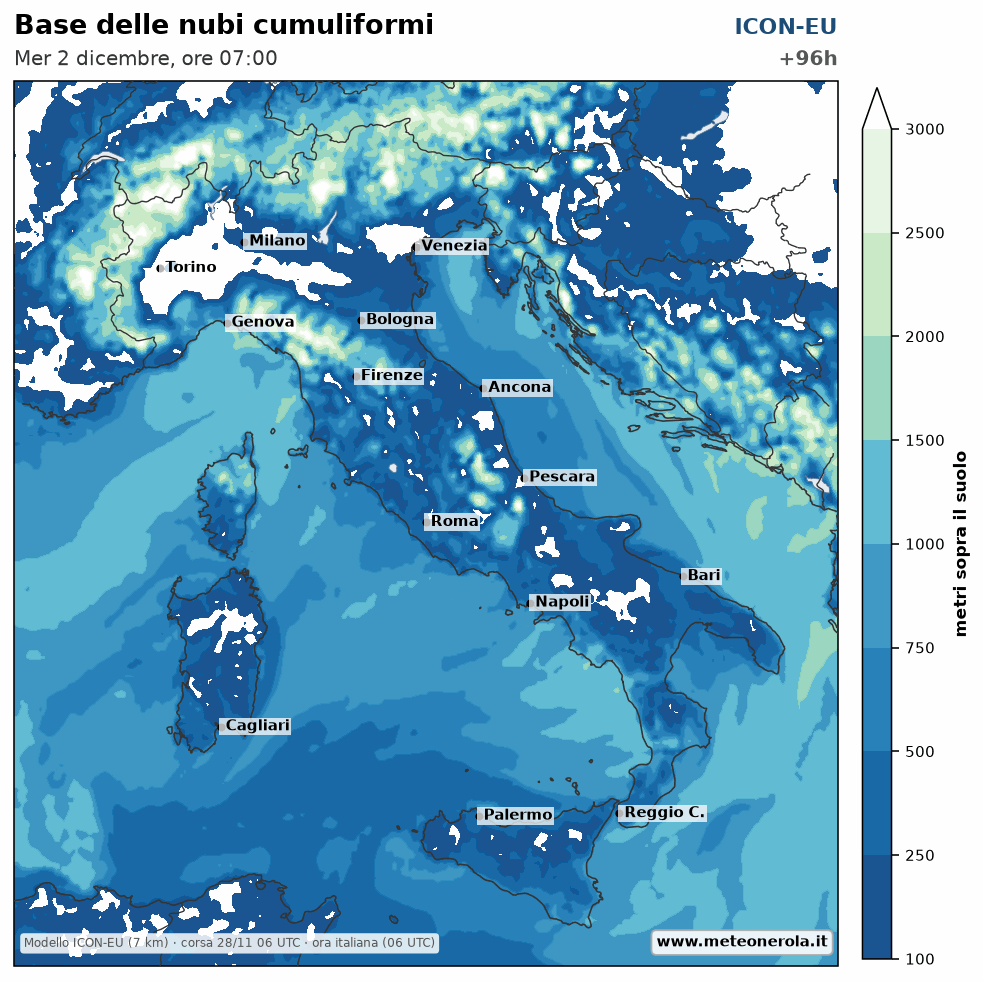 Base delle nubi cumuliformi
ICON-EU
Mer 2 dicembre, ore 07:00
+96h
3000
2500
2000
1500
1000
750
500
250
100
metri sopra il suolo
Milano
Venezia
Torino
Genova
Bologna
Firenze
Ancona
Pescara
Roma
Bari
Napoli
Cagliari
Palermo
Reggio C.
Modello ICON-EU (7 km) · corsa 28/11 06 UTC · ora italiana (06 UTC)
www.meteonerola.it